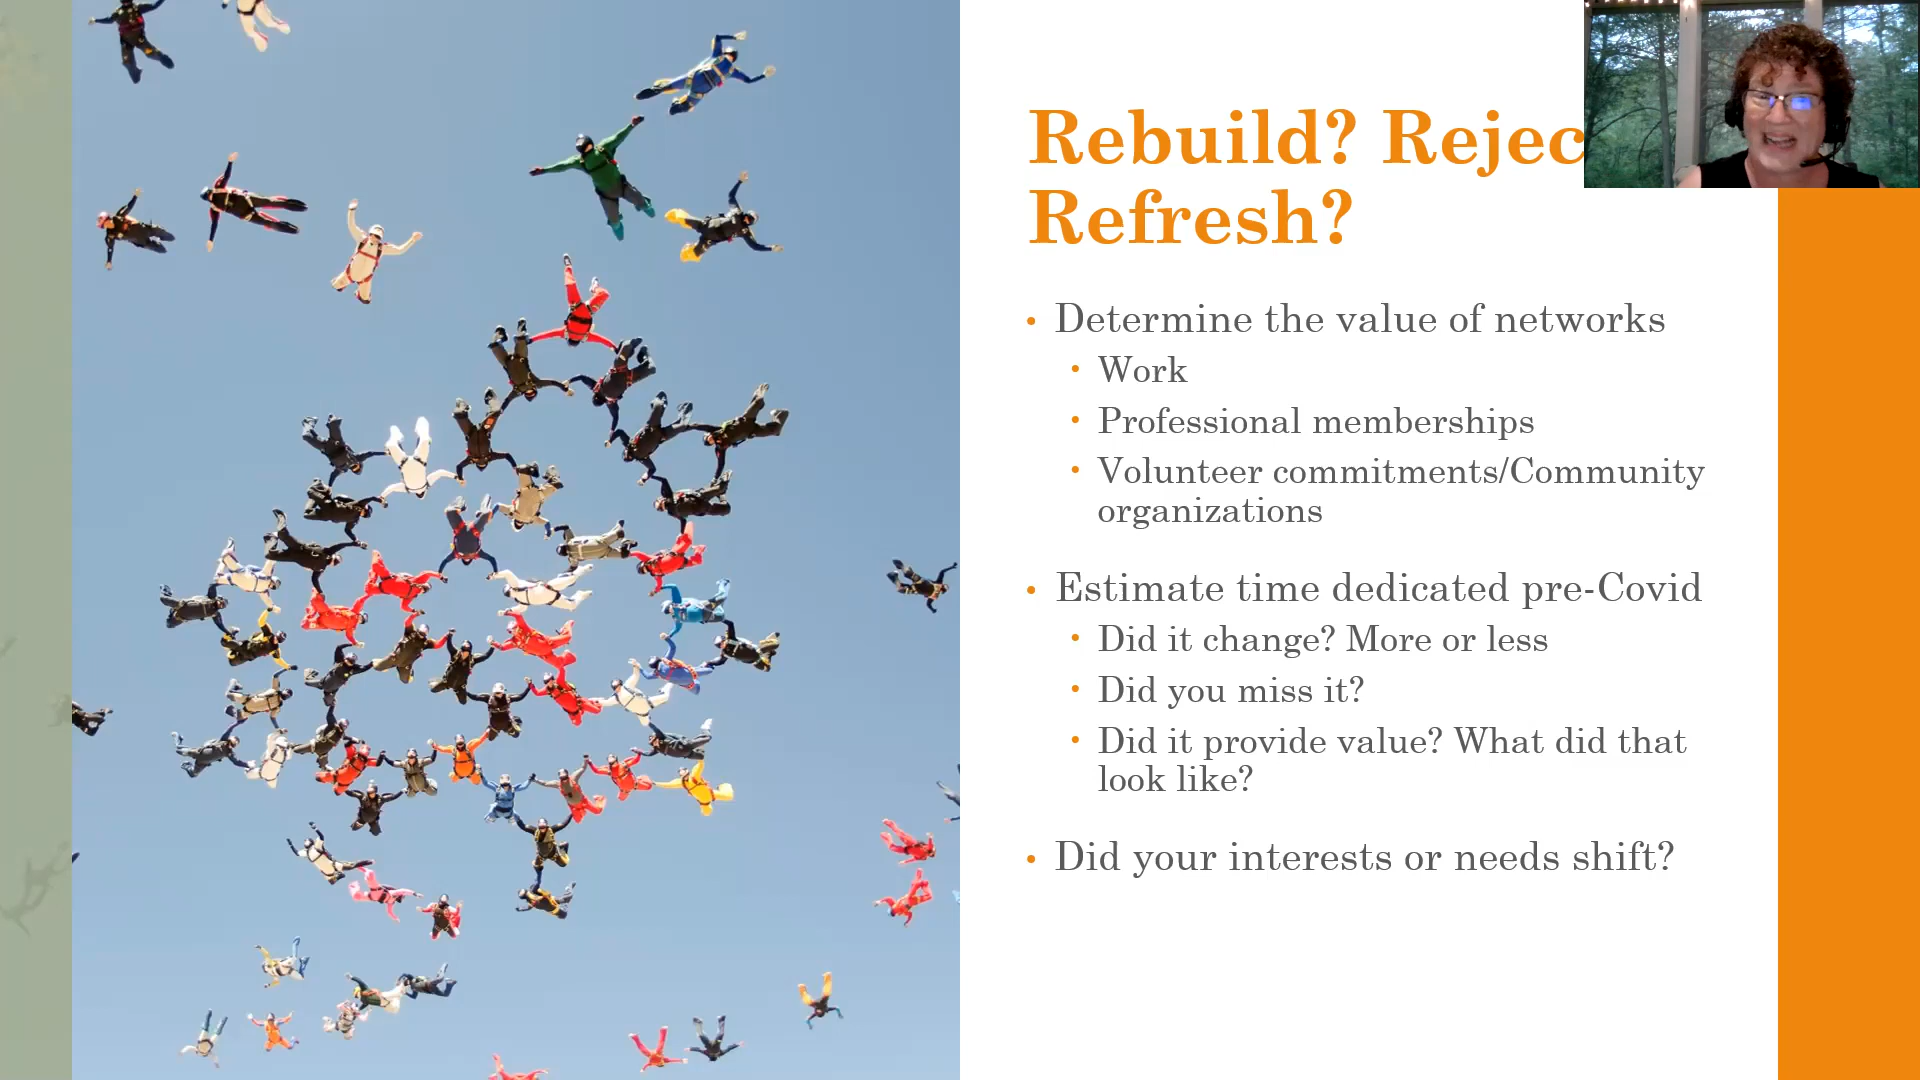 Rebuild? Rejec
Refresh?
• Determine the value of networks
• Work
• Professional memberships
• Volunteer commitments/Community
organizations
• Estimate time dedicated pre-Covid
• Did it change? More or less
• Did you miss it?
• Did it provide value? What did that
look like?
• Did your interests or needs shift?